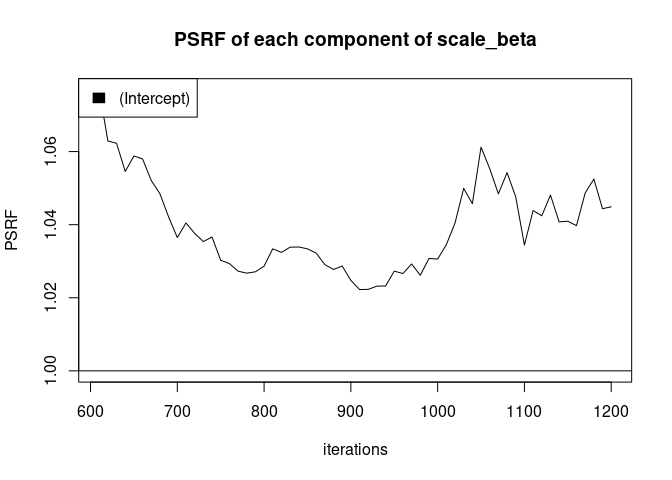 PSRF of each component of scale_beta
(Intercept)
PSRF
1.06
1.04
1.02
1.00
600 700 800 900 1000 1100 1200
iterations